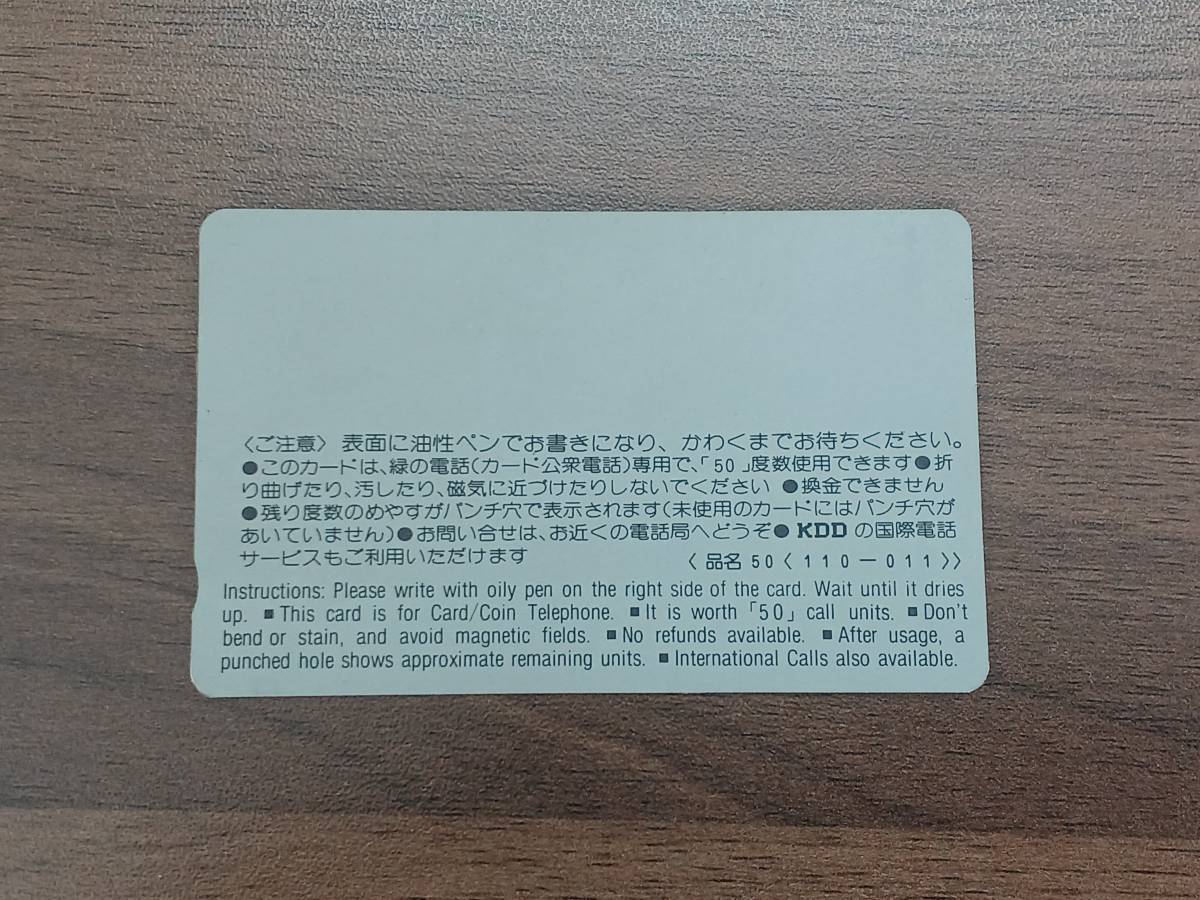 〈ご注意〉 表面に油性ペンでお書きになり、かわくまでお待ちください。
●このカードは、緑の電話(カード公衆電話)専用で、「50」度数使用できます●折
り曲げたり、汚したり、磁気に近づけたりしないでください ●換金できません
●残り度数のめやすがパンチ穴で表示されます(未使用のカードにはパンチ穴が
あいていません)●お問い合せは、お近くの電話局へどうぞ● KDD の国際電話
サービスもご利用いただけます 〈 品名 50〈 110-011〉〉
Instructions: Please write with oily pen on the right side of the card. Wait until it dries
up. ■ This card is for Card/Coin Telephone. ■ It is worth「50」call units. ■ Don't
bend or stain, and avoid magnetic fields. ■ No refunds available. ■ After usage, a
punched hole shows approximate remaining units. ■ International Calls also available.